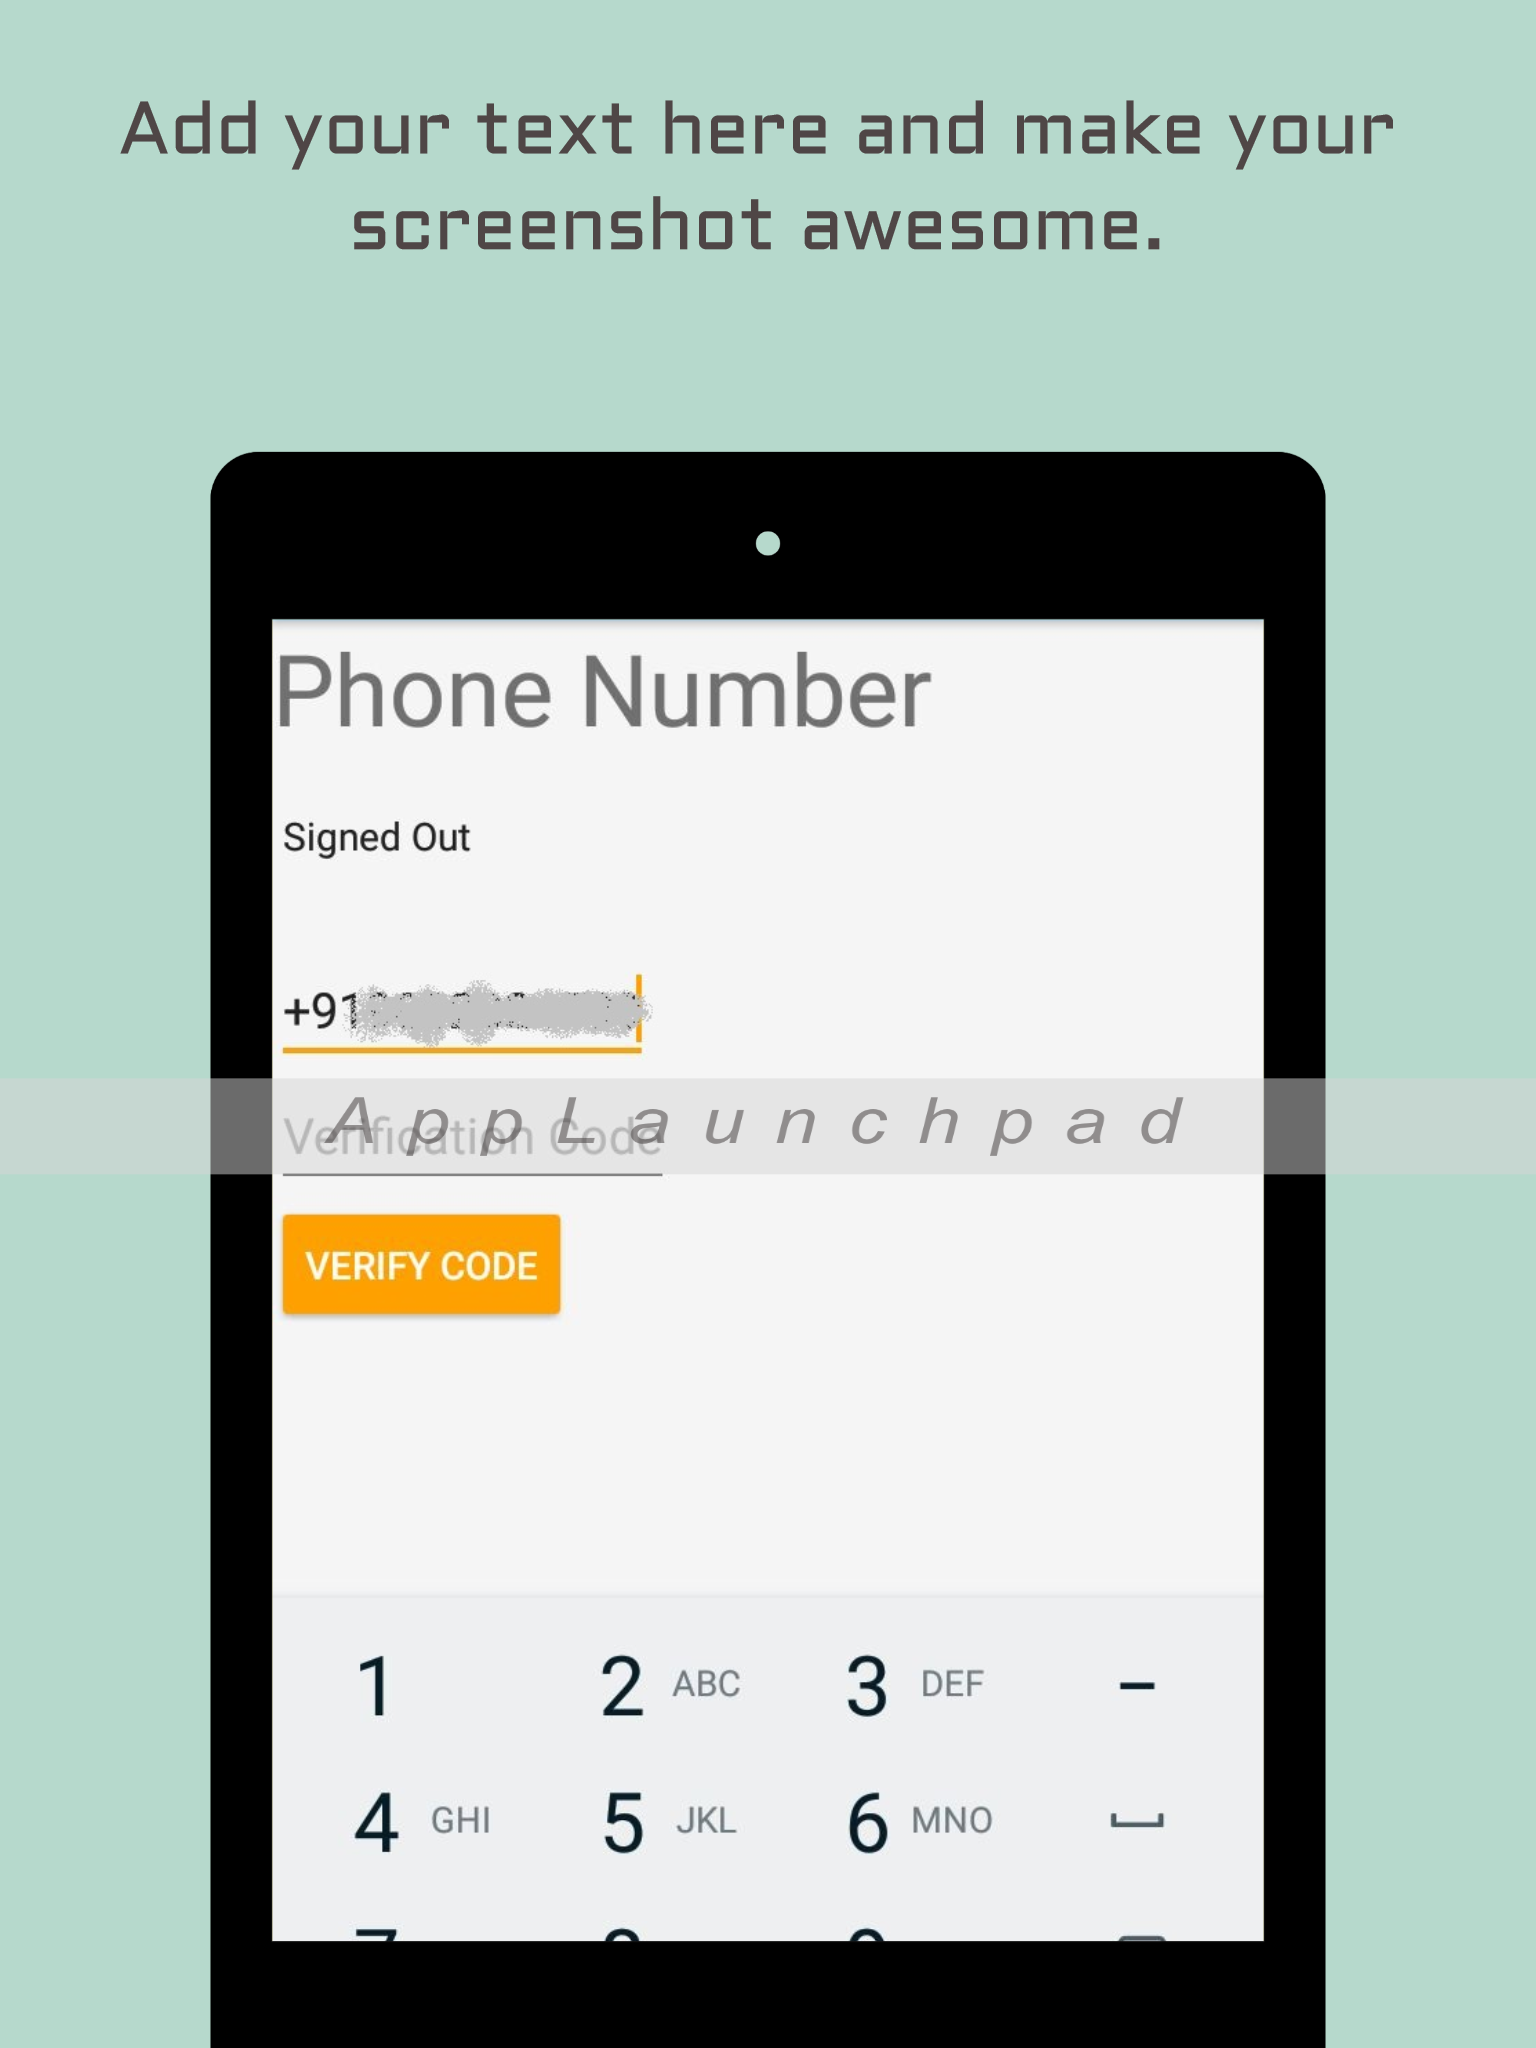 Add your text here and make your
screenshot awesome.
Phone Number
Signed Out
+91
Verification Code
AppLaunchpad
VERIFY CODE
1 2 ABC 3 DEF –
4 GHI 5 JKL 6 MNO